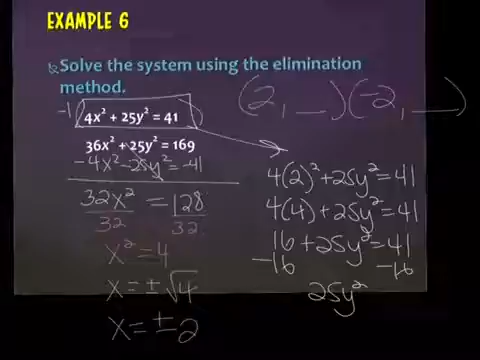 EXAMPLE 6
Solve the system using the elimination
method.
-1 4x² + 25y² = 41
36x² + 25y² = 169
-4x² - 25y² = -41
32x² = 128
32 32
x² = 4
x = ±√4
x = ±2
(2, __) (-2, __)
4(2)² + 25y² = 41
4(4) + 25y² = 41
16 + 25y² = 41
-16 -16
25y²